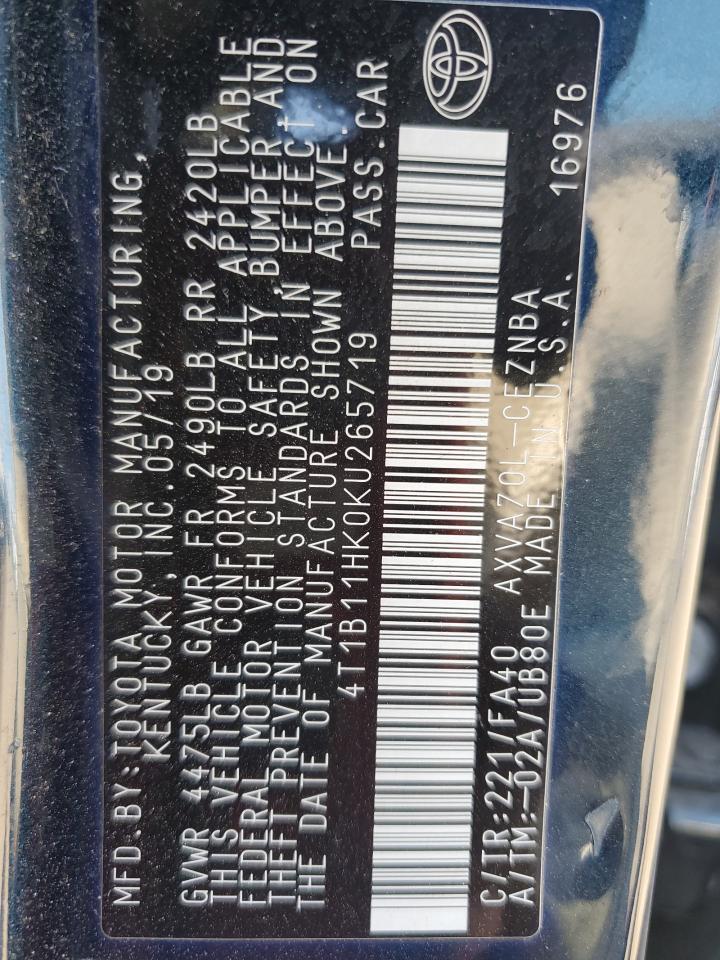 MFD.BY:TOYOTA MOTOR MANUFACTURING,
KENTUCKY, INC.05/19
GVWR 4475LB GAWR FR 2490LB RR 2420LB
THIS VEHICLE CONFORMS TO ALL APPLICABLE
FEDERAL MOTOR VEHICLE SAFETY, BUMPER AND
THEFT PREVENTION STANDARDS IN EFFECT ON
THE DATE OF MANUFACTURE SHOWN ABOVE.
4T1B11HK0KU265719 PASS.CAR
C/TR:221/FA40 AXVA70L-CEZNBA
A/TM:-02A/UB80E MADE IN U.S.A. 16976